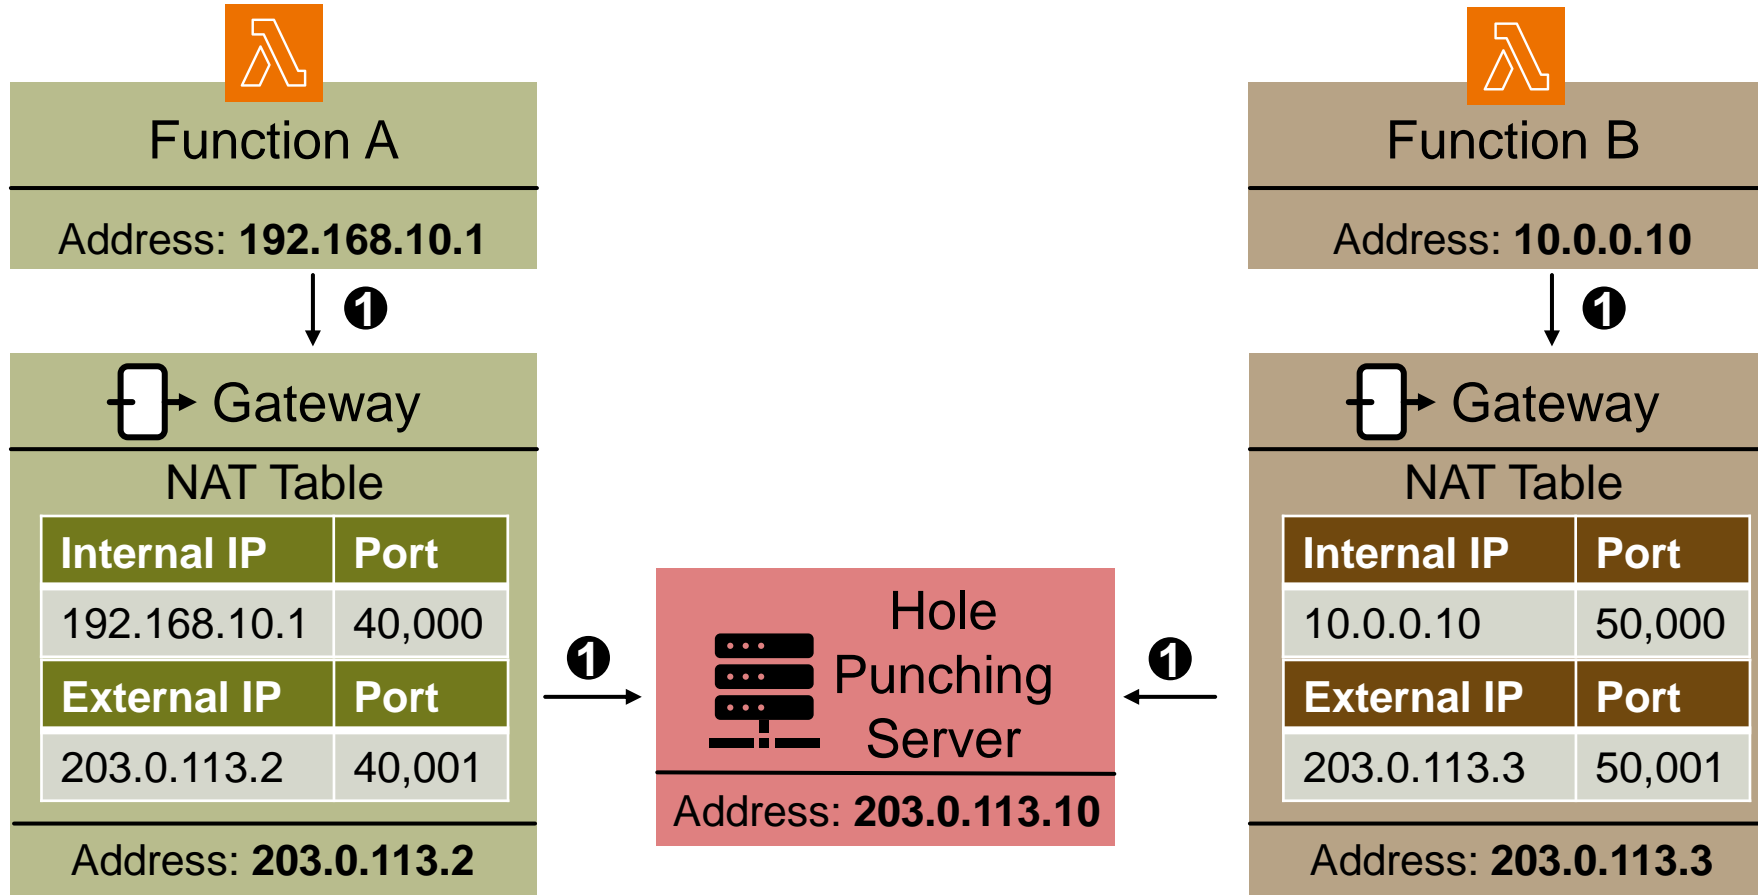 Function A
Address: 192.168.10.1
❶
Gateway
NAT Table
Internal IP Port
192.168.10.1 40,000
External IP Port
203.0.113.2 40,001
Address: 203.0.113.2
❶
Hole
Punching
Server
Address: 203.0.113.10
❶
Function B
Address: 10.0.0.10
❶
Gateway
NAT Table
Internal IP Port
10.0.0.10 50,000
External IP Port
203.0.113.3 50,001
Address: 203.0.113.3